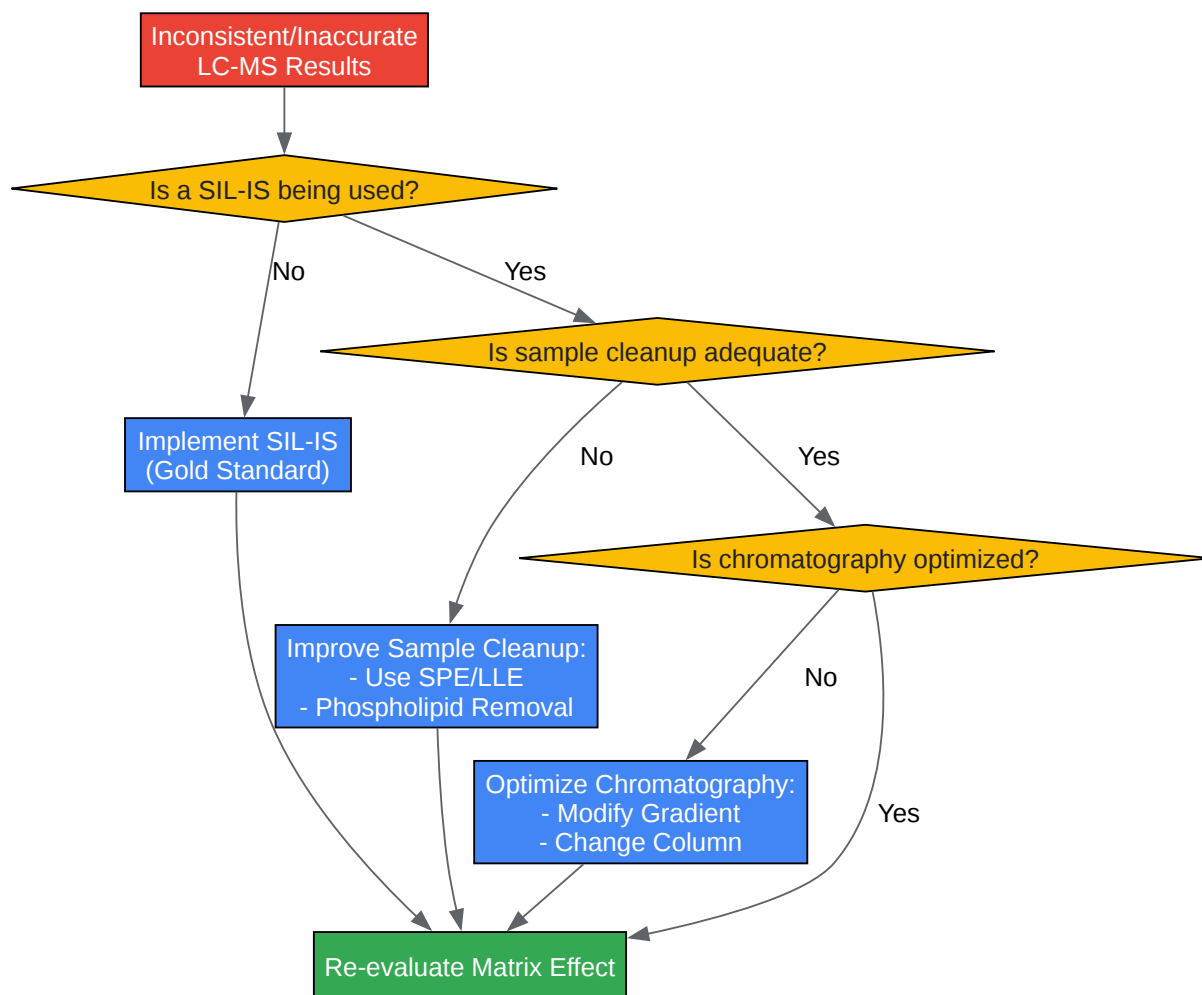 Inconsistent/Inaccurate
LC-MS Results
Is a SIL-IS being used?
No
Yes
Is sample cleanup adequate?
Implement SIL-IS
(Gold Standard)
No
Yes
Is chromatography optimized?
Improve Sample Cleanup:
- Use SPE/LLE
- Phospholipid Removal
No
Optimize Chromatography:
- Modify Gradient
- Change Column
Yes
Re-evaluate Matrix Effect